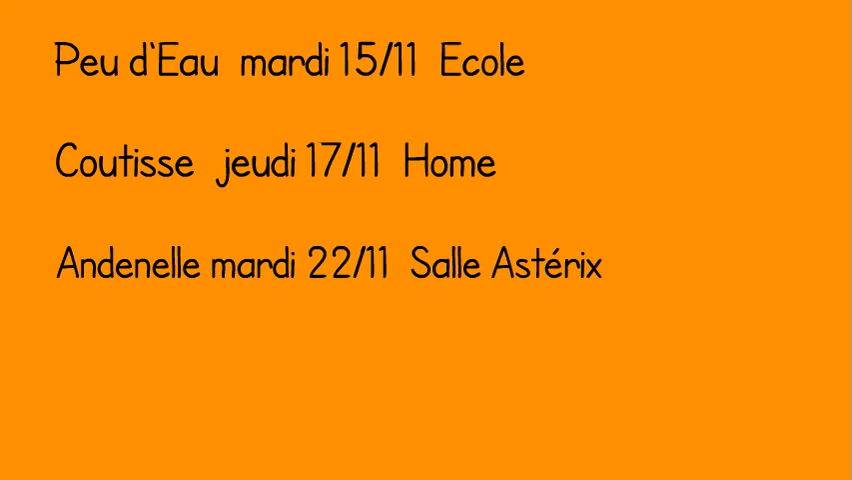 Peu d'Eau mardi 15/11 Ecole
Coutisse jeudi 17/11 Home
Andenelle mardi 22/11 Salle Astérix